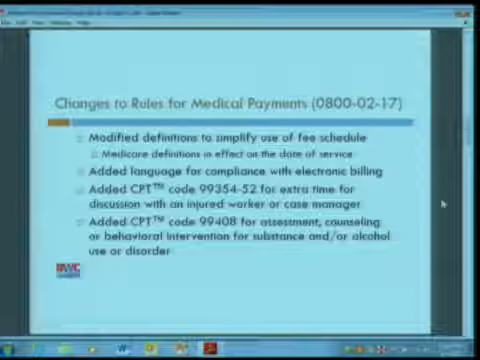 Changes to Rules for Medical Payments (0800-02-17)
Modified definitions to simplify use of fee schedule
Medicare definitions in effect on the date of service
Added language for compliance with electronic billing
Added CPT™ code 99354-52 for extra time for
discussion with an injured worker or case manager
Added CPT™ code 99408 for assessment, counseling
or behavioral intervention for substance and/or alcohol
use or disorder
BWC